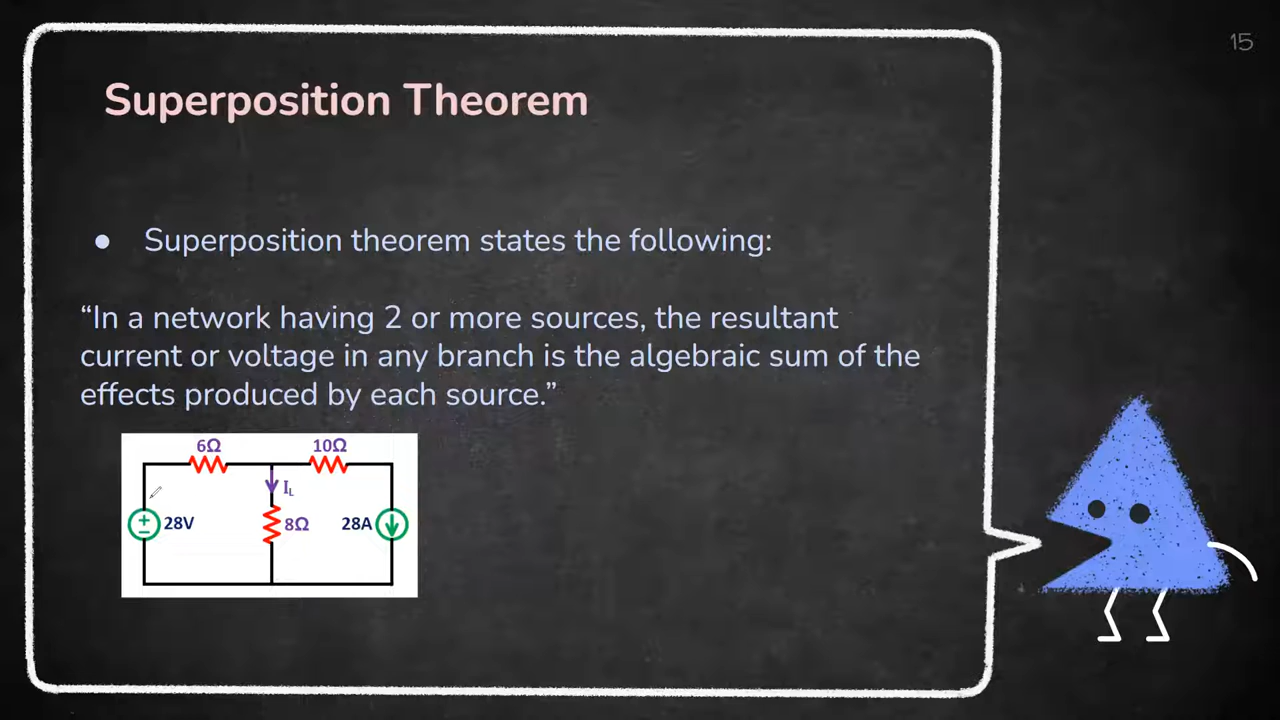 15
Superposition Theorem
● Superposition theorem states the following:
“In a network having 2 or more sources, the resultant
current or voltage in any branch is the algebraic sum of the
effects produced by each source.”
6Ω 10Ω
I_L
+ − 28V 8Ω 28A